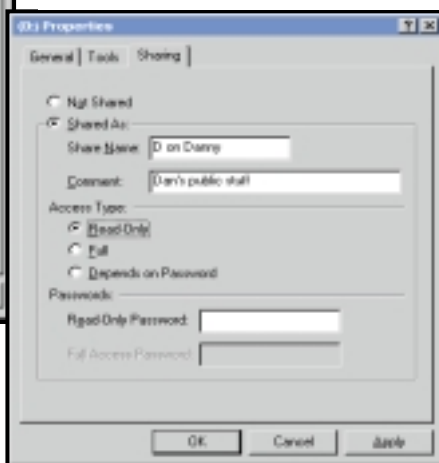 (D:) Properties
? X
General Tools Sharing
Not Shared
Shared As:
Share Name: D on Danny
Comment: Dan's public stuff
Access Type:
Read-Only
Full
Depends on Password
Passwords:
Read-Only Password:
Full Access Password:
OK Cancel Apply